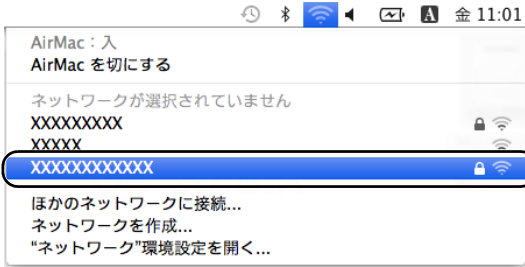 A 金 11:01
AirMac：入
AirMac を切にする
ネットワークが選択されていません
XXXXXXXXX
XXXXX
XXXXXXXXXXXX
ほかのネットワークに接続...
ネットワークを作成...
“ネットワーク”環境設定を開く...